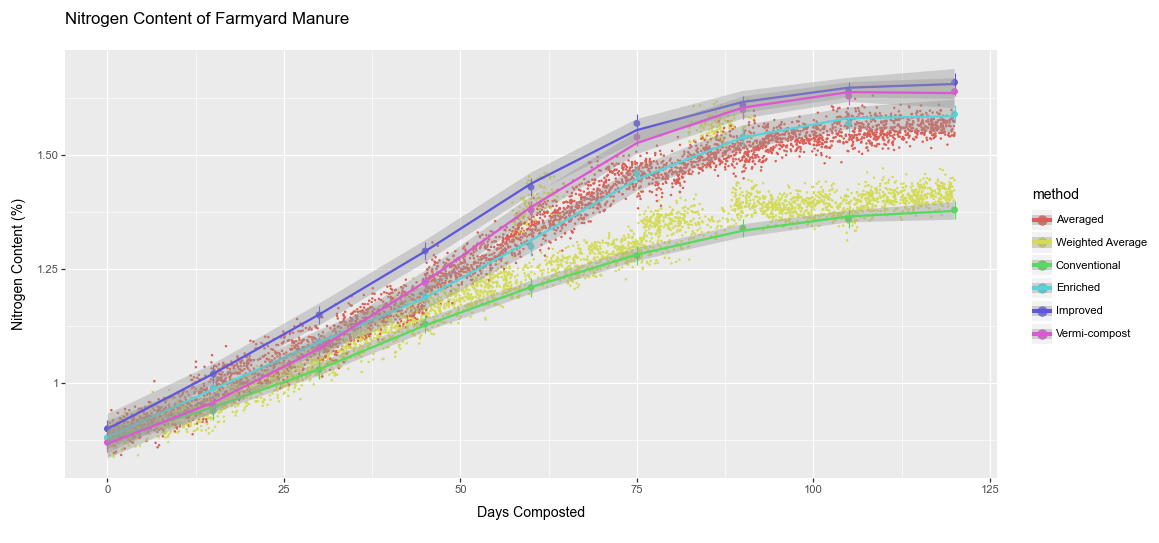 Nitrogen Content of Farmyard Manure
Nitrogen Content (%)
1.50
1.25
1
0
25
50
75
100
125
Days Composted
method
Averaged
Weighted Average
Conventional
Enriched
Improved
Vermi-compost